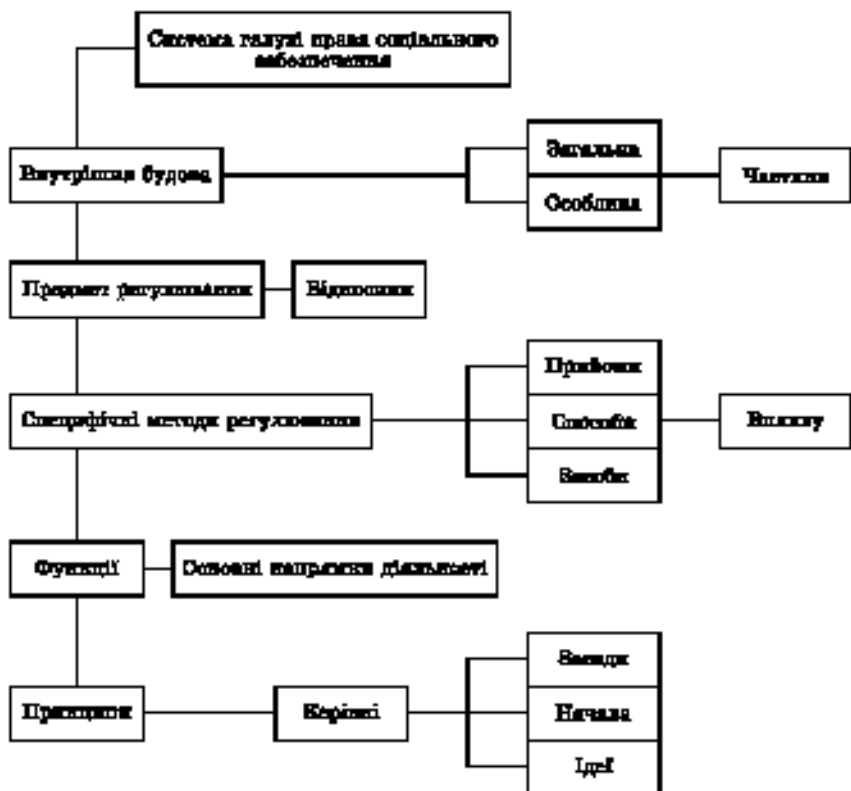 Система галузі права соціального
забезпечення
Внутрішня будова
Загальна
Особлива
Частини
Предмет регулювання
Відносини
Специфічні методи регулювання
Прийоми
Способи
Засоби
Впливу
Функції
Основні напрямки діяльності
Принципи
Керівні
Засади
Начала
Ідеї